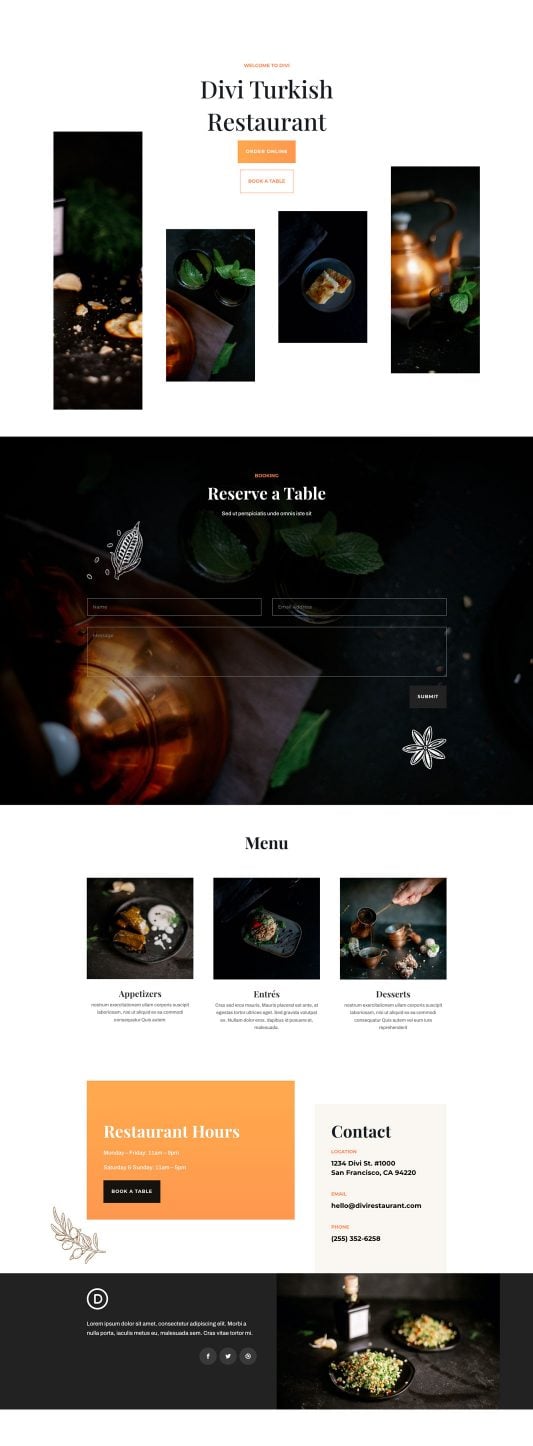 WELCOME TO DIVI
Divi Turkish
Restaurant
ORDER ONLINE
BOOK A TABLE
BOOKING
Reserve a Table
Sed ut perspiciatis unde omnis iste sit
Name
Email Address
Message
SUBMIT
Menu
Appetizers
nostrum exercitationem ullam corporis suscipit
laboriosam, nisi ut aliquid ex ea commodi
consequatur Quis autem
Entrés
Cras sed eros mauris. Mauris placerat est ante, at
egestas tortor ultrices eget. Sed gravida volutpat
ex. Nullam dolor eros, dapibus id posuere et,
malesuada.
Desserts
nostrum exercitationem ullam corporis suscipit
laboriosam, nisi ut aliquid ex ea commodi
consequatur Quis autem vel eum iure
reprehenderit
Restaurant Hours
Monday - Friday: 11am - 9pm
Saturday & Sunday: 11am - 5pm
BOOK A TABLE
Contact
LOCATION
1234 Divi St. #1000
San Francisco, CA 94220
EMAIL
hello@divirestaurant.com
PHONE
(255) 352-6258
D
Lorem ipsum dolor sit amet, consectetur adipiscing elit. Morbi a
nulla porta, iaculis metus eu, malesuada sem. Cras vitae tortor mi.